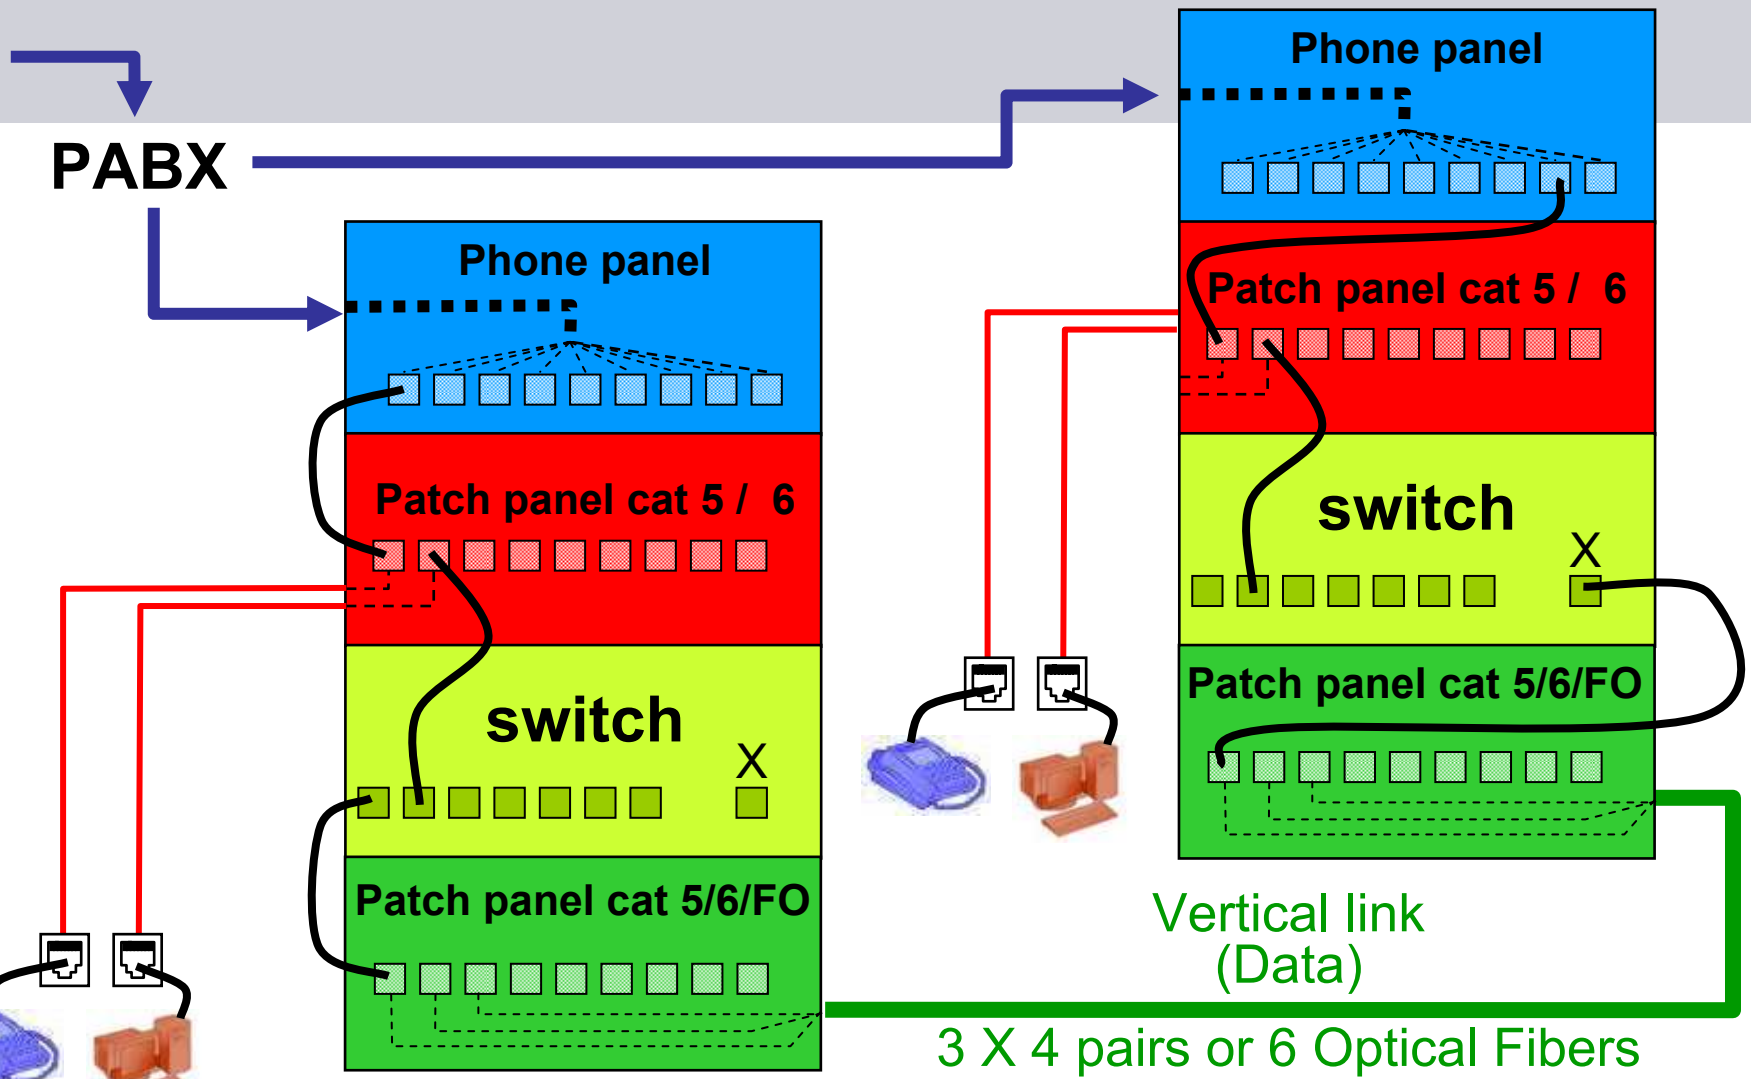 PABX
Phone panel
Patch panel cat 5 / 6
switch
X
Patch panel cat 5/6/FO
Phone panel
Patch panel cat 5 / 6
switch
X
Patch panel cat 5/6/FO
Vertical link
(Data)
3 X 4 pairs or 6 Optical Fibers